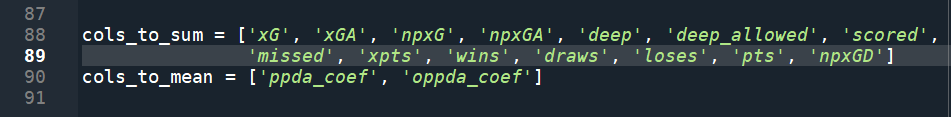 87
88 cols_to_sum = ['xG', 'xGA', 'npxG', 'npxGA', 'deep', 'deep_allowed', 'scored',
89 'missed', 'xpts', 'wins', 'draws', 'loses', 'pts', 'npxGD']
90 cols_to_mean = ['ppda_coef', 'oppda_coef']
91